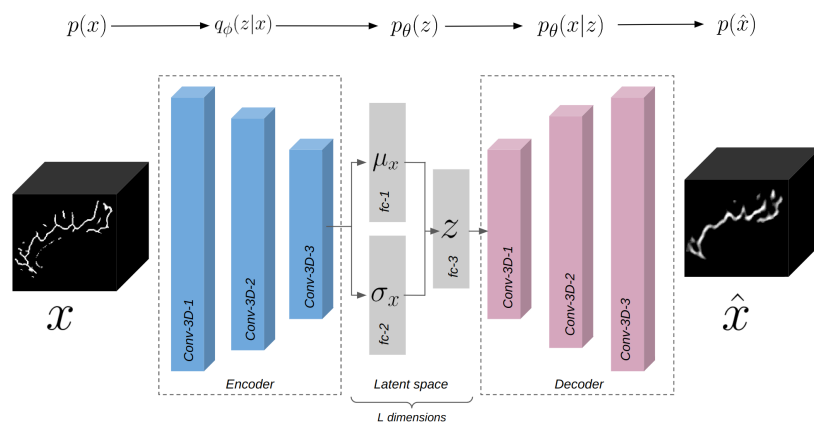 p(x) q_ϕ(z|x) p_θ(z) p_θ(x|z) p(x̂)
x
Conv-3D-1
Conv-3D-2
Conv-3D-3
Encoder
μ_x
fc-1
σ_x
fc-2
z
fc-3
Latent space
L dimensions
Conv-3D-1
Conv-3D-2
Conv-3D-3
Decoder
x̂